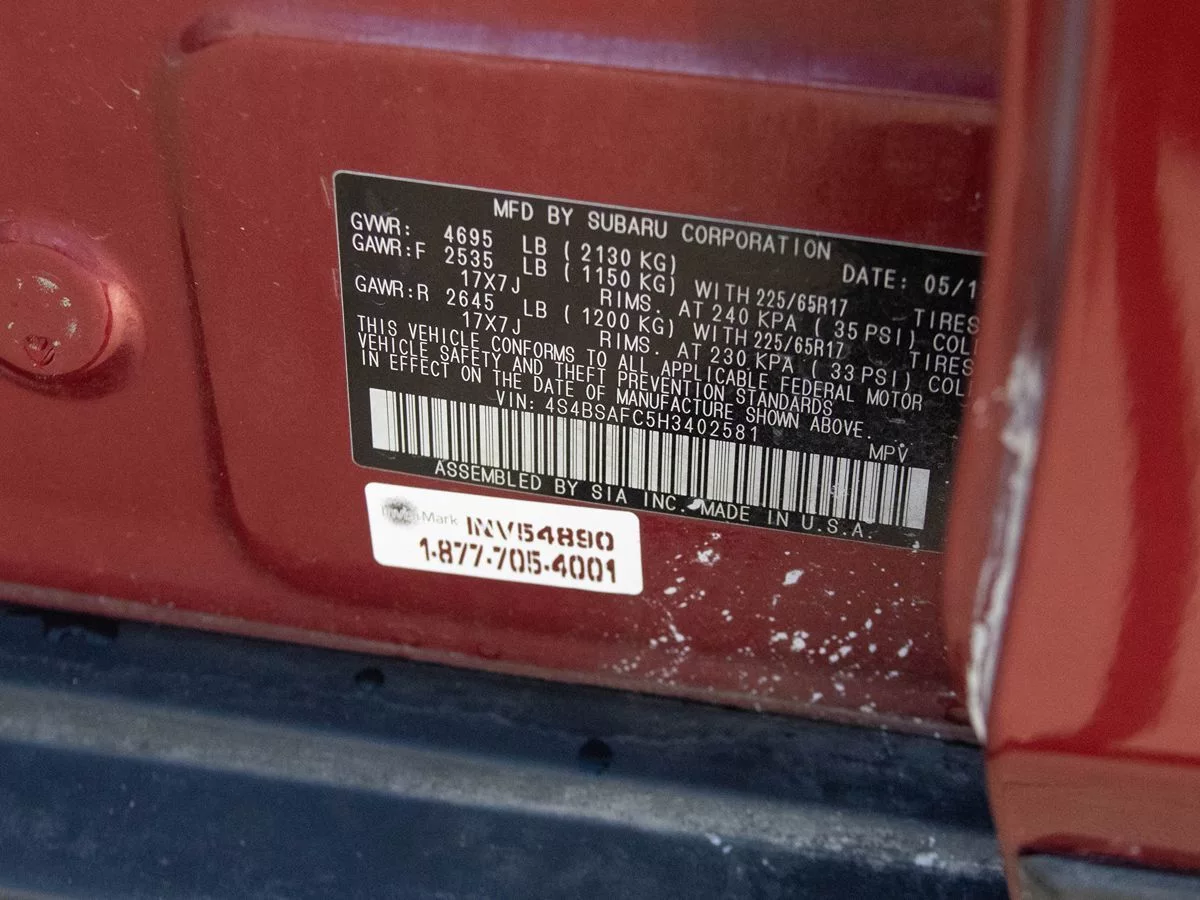 MFD BY SUBARU CORPORATION
GVWR: 4695 LB ( 2130 KG) DATE: 05/1
GAWR:F 2535 LB ( 1150 KG) WITH 225/65R17 TIRES
17X7J RIMS. AT 240 KPA ( 35 PSI) COL
GAWR:R 2645 LB ( 1200 KG) WITH 225/65R17 TIRES
17X7J RIMS. AT 230 KPA ( 33 PSI) COL
THIS VEHICLE CONFORMS TO ALL APPLICABLE FEDERAL MOTOR
VEHICLE SAFETY AND THEFT PREVENTION STANDARDS
IN EFFECT ON THE DATE OF MANUFACTURE SHOWN ABOVE.
VIN: 4S4BSAFC5H3402581 MPV
ASSEMBLED BY SIA INC. MADE IN U.S.A.
Mark INV54890
1-877-705-4001